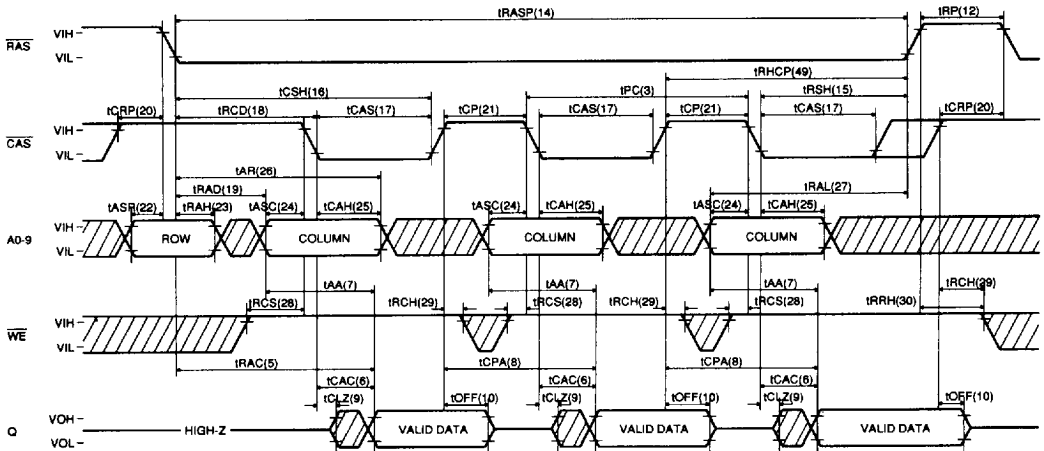 tRASP(14) tRP(12)
RAS VIH VIL
tRHCP(49)
tCSH(16) tPC(3) tRSH(15)
tCRP(20) tRCD(18) tCAS(17) tCP(21) tCAS(17) tCP(21) tCAS(17) tCRP(20)
CAS VIH VIL
tAR(26)
tRAD(19) tRAL(27)
tASR(22) tRAH(23) tASC(24) tCAH(25) tASC(24) tCAH(25) tASC(24) tCAH(25)
A0-9 VIH VIL ROW COLUMN COLUMN COLUMN
tAA(7) tAA(7) tAA(7)
tRCS(28) tRCH(29) tRCS(28) tRCH(29) tRCS(28) tRRH(30) tRCH(29)
WE VIH VIL
tRAC(5) tCPA(8) tCPA(8)
tCAC(6) tCAC(6) tCAC(6)
tCLZ(9) tOFF(10) tCLZ(9) tOFF(10) tCLZ(9) tOFF(10)
Q VOH VOL HIGH-Z VALID DATA VALID DATA VALID DATA